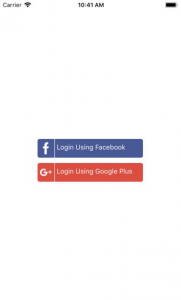 Carrier 10:41 AM
f Login Using Facebook
G+ Login Using Google Plus